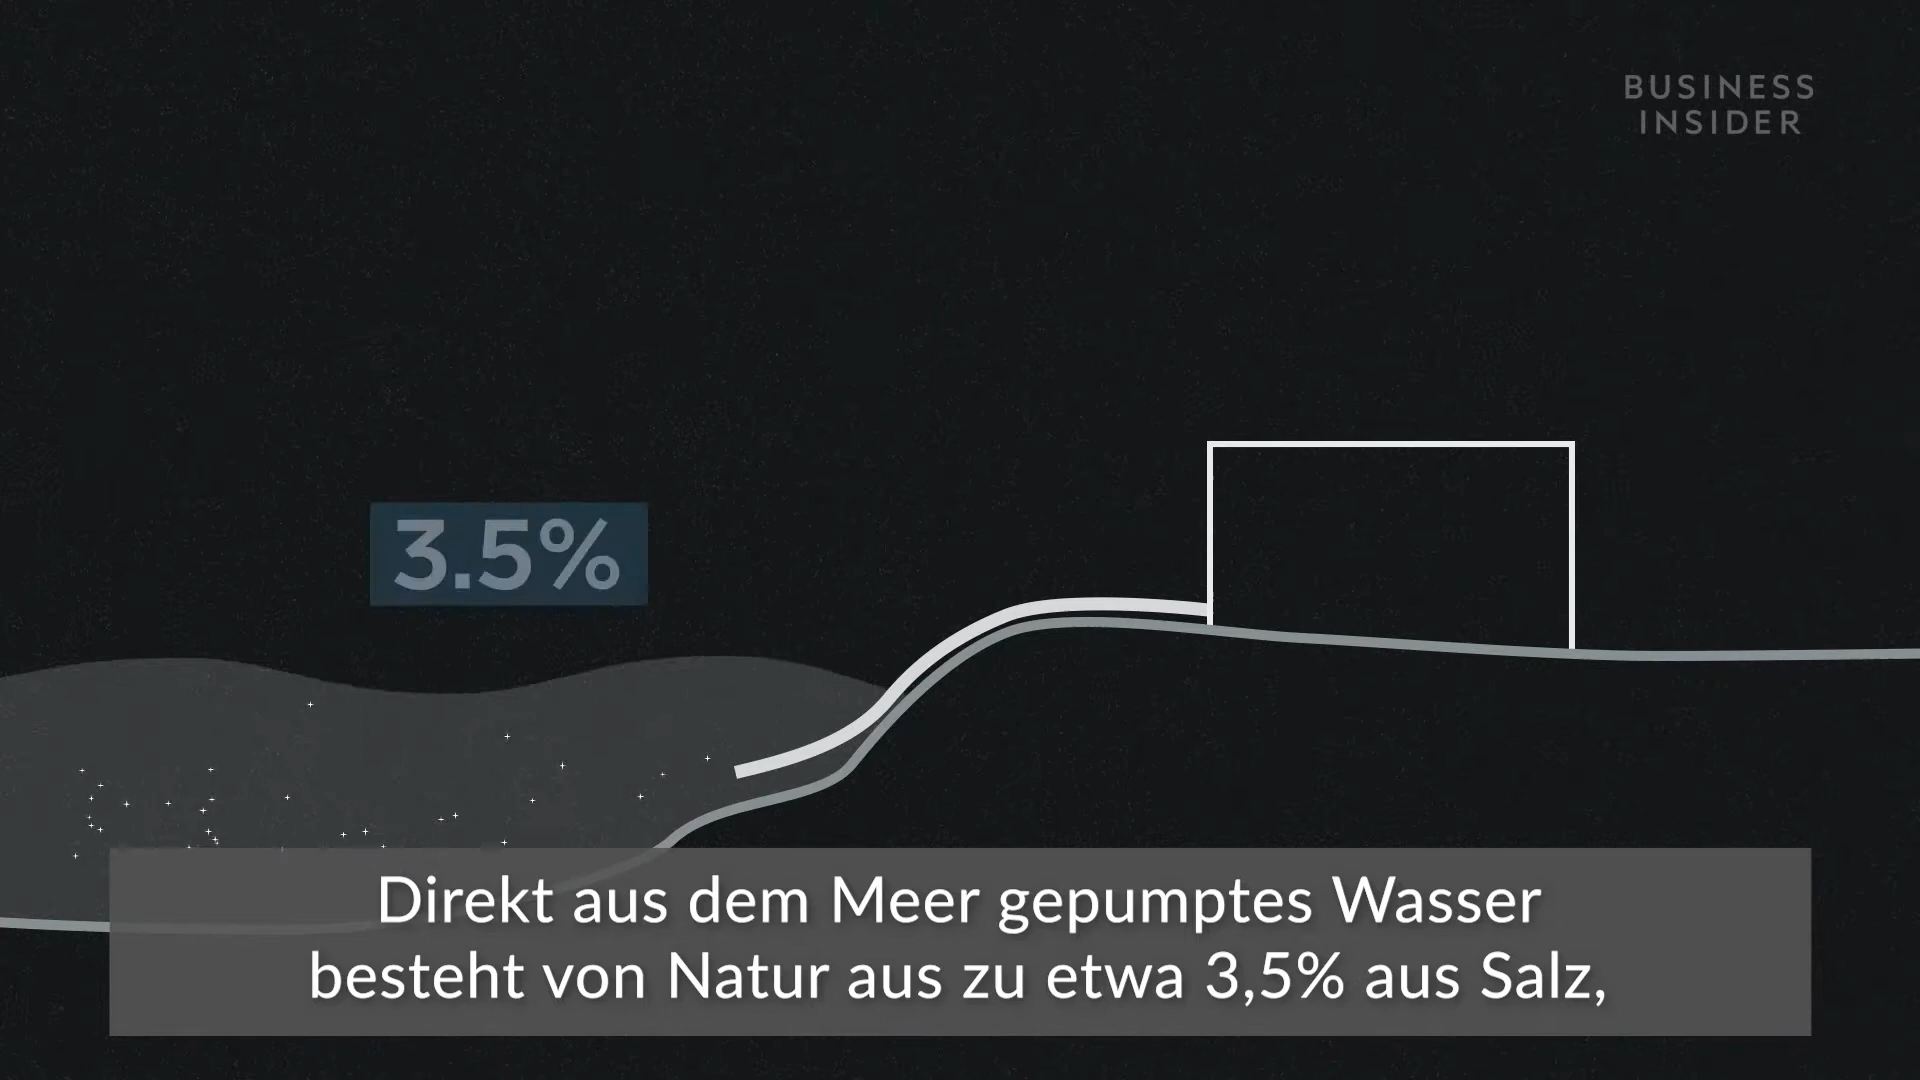 BUSINESS
INSIDER
3.5%
Direkt aus dem Meer gepumptes Wasser
besteht von Natur aus zu etwa 3,5% aus Salz,